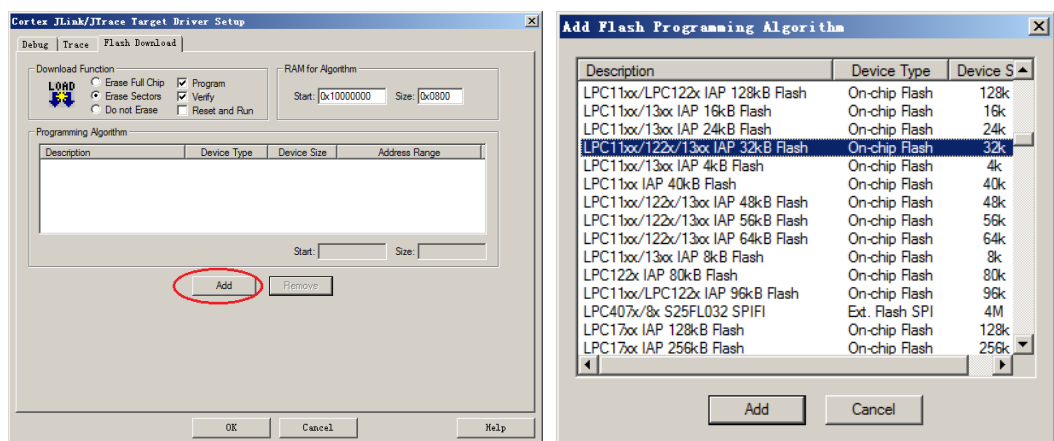 Cortex JLink/JTrace Target Driver Setup
Debug Trace Flash Download
Download Function
LOAD
Erase Full Chip
Erase Sectors
Do not Erase
Program
Verify
Reset and Run
RAM for Algorithm
Start: 0x10000000 Size: 0x0800
Programming Algorithm
Description Device Type Device Size Address Range
Start: Size:
Add Remove
OK Cancel Help
Add Flash Programming Algorithm
Description Device Type Device S
LPC11xx/LPC122x IAP 128kB Flash On-chip Flash 128k
LPC11xx/13xx IAP 16kB Flash On-chip Flash 16k
LPC11xx/13xx IAP 24kB Flash On-chip Flash 24k
LPC11xx/122x/13xx IAP 32kB Flash On-chip Flash 32k
LPC11xx/13xx IAP 4kB Flash On-chip Flash 4k
LPC11xx IAP 40kB Flash On-chip Flash 40k
LPC11xx/122x/13xx IAP 48kB Flash On-chip Flash 48k
LPC11xx/122x/13xx IAP 56kB Flash On-chip Flash 56k
LPC11xx/122x/13xx IAP 64kB Flash On-chip Flash 64k
LPC11xx/13xx IAP 8kB Flash On-chip Flash 8k
LPC122x IAP 80kB Flash On-chip Flash 80k
LPC11xx/LPC122x IAP 96kB Flash On-chip Flash 96k
LPC407x/8x S25FL032 SPIFI Ext. Flash SPI 4M
LPC17xx IAP 128kB Flash On-chip Flash 128k
LPC17xx IAP 256kB Flash On-chip Flash 256k
Add Cancel